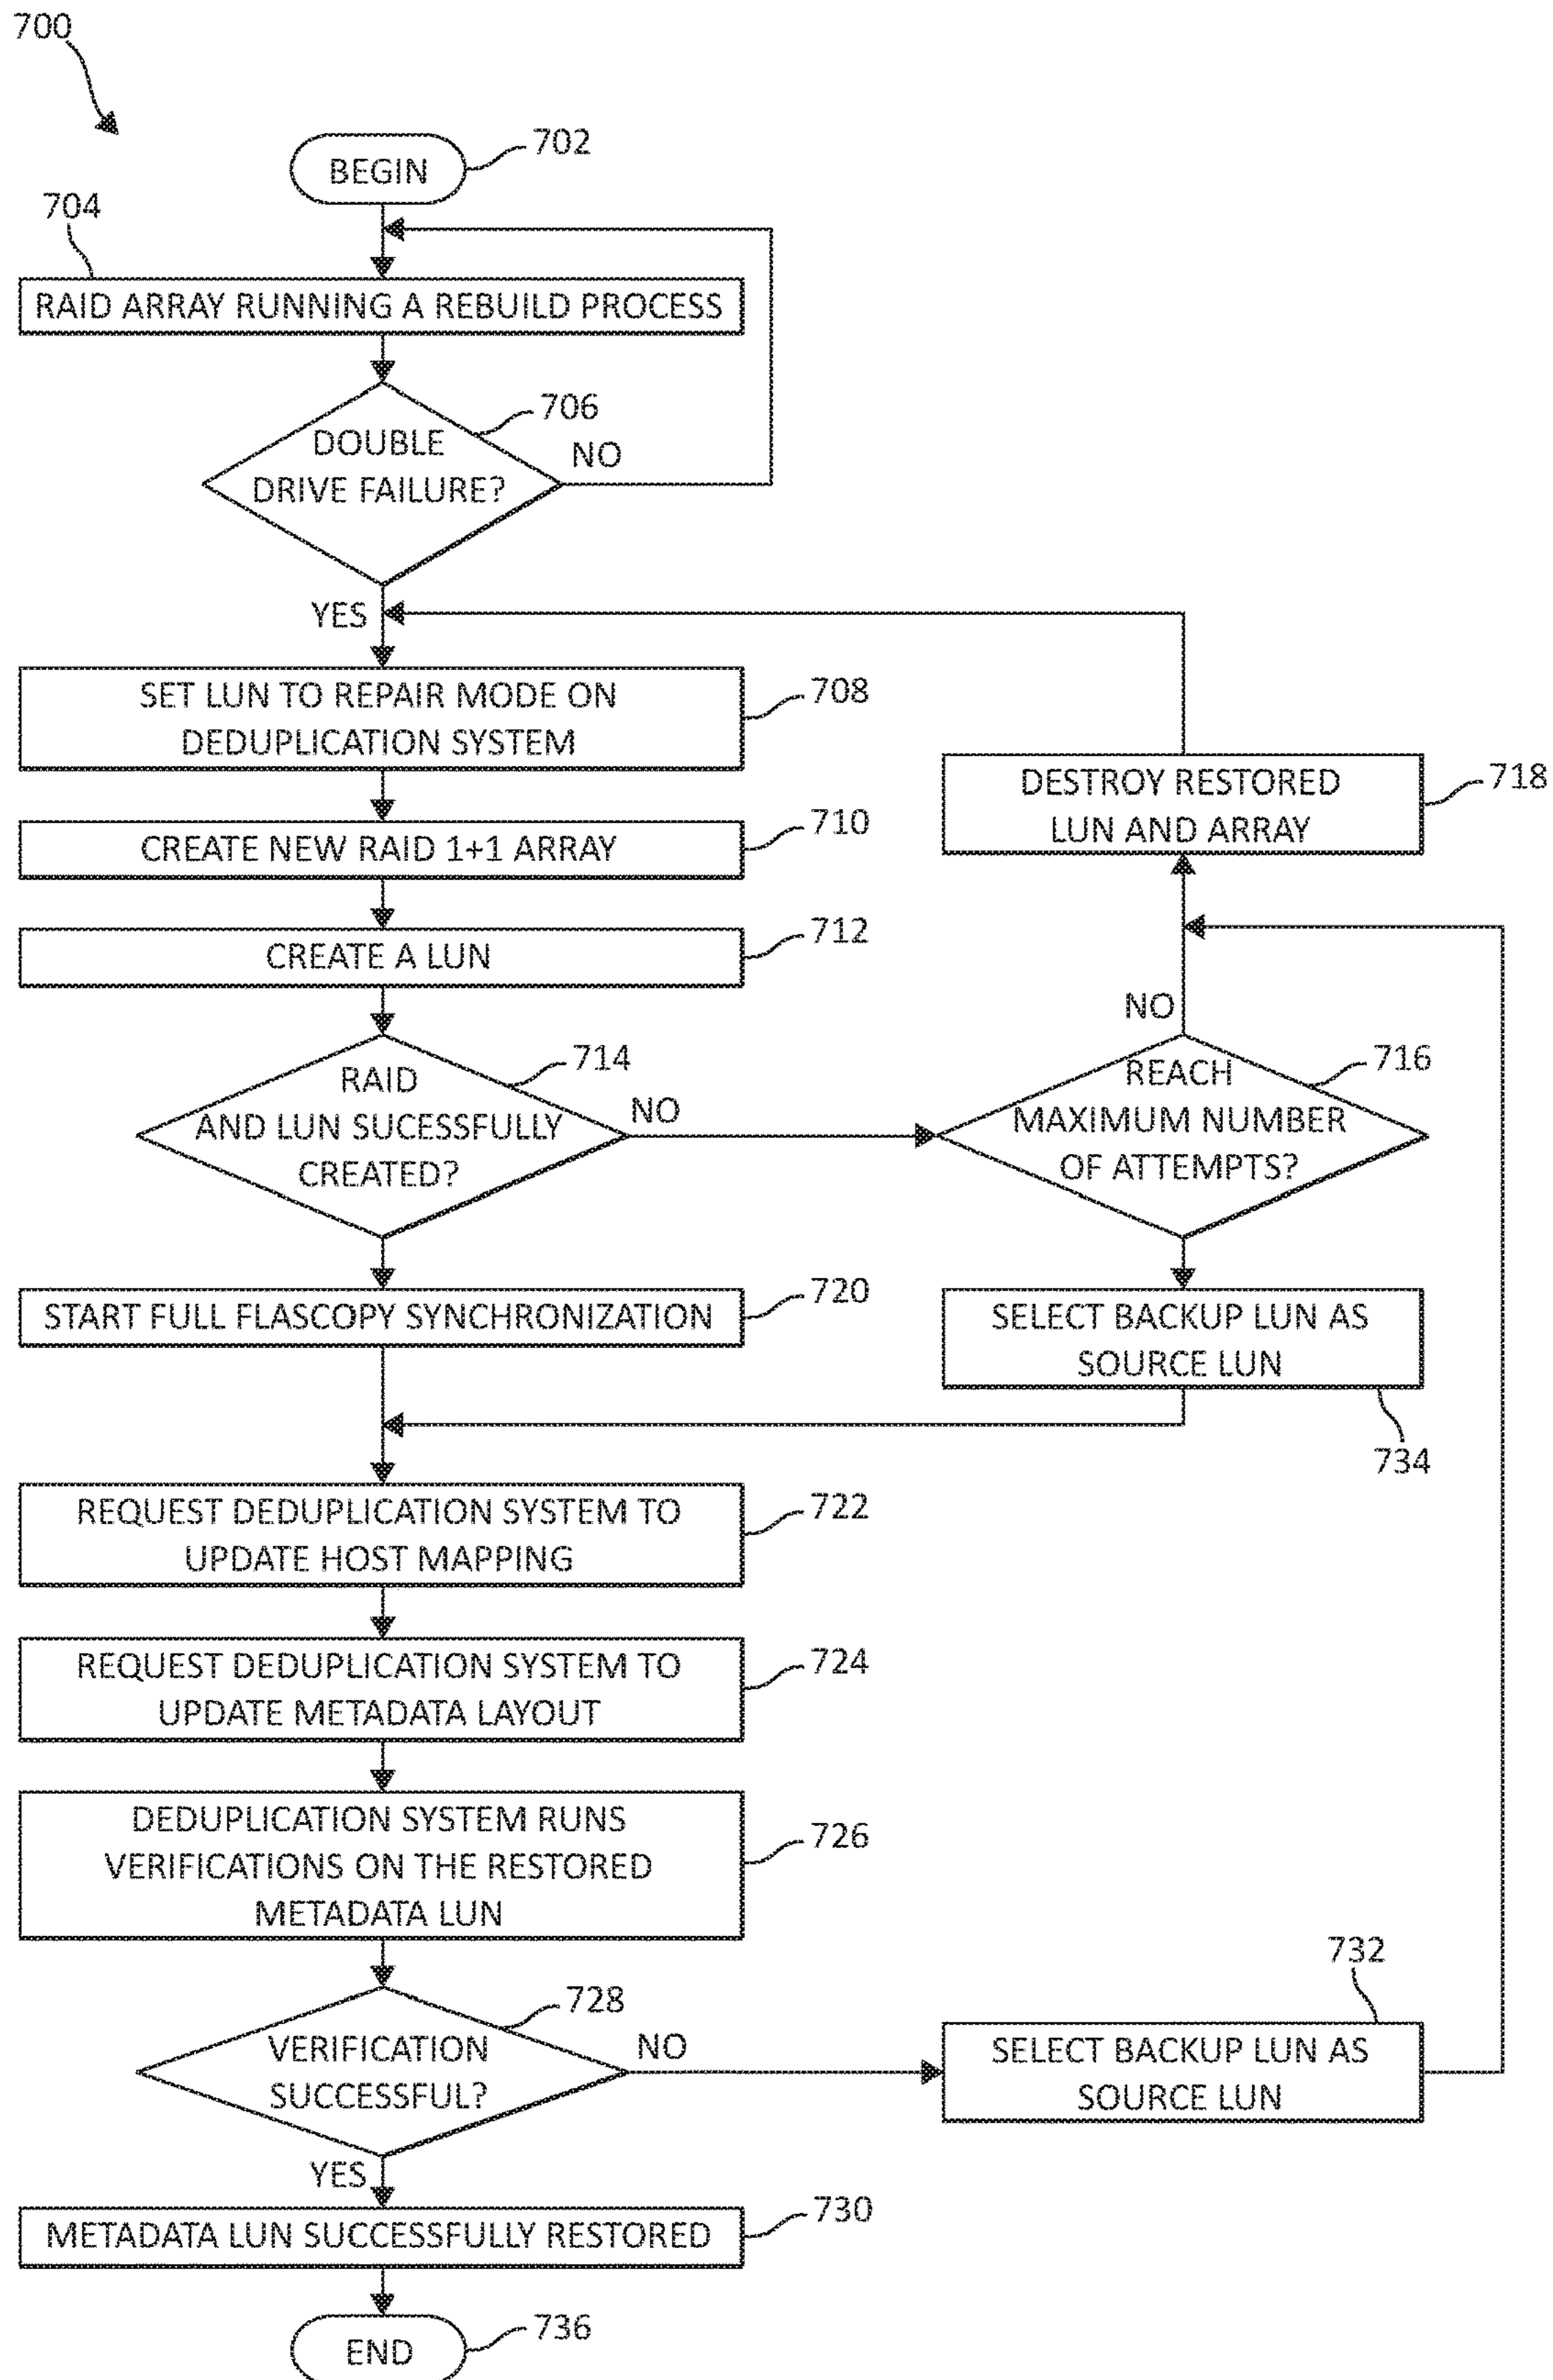 700
BEGIN
702
704
RAID ARRAY RUNNING A REBUILD PROCESS
706
DOUBLE
DRIVE FAILURE?
NO
YES
SET LUN TO REPAIR MODE ON
DEDUPLICATION SYSTEM
708
CREATE NEW RAID 1+1 ARRAY
710
CREATE A LUN
712
RAID
AND LUN SUCESSFULLY
CREATED?
714
NO
REACH
MAXIMUM NUMBER
OF ATTEMPTS?
716
NO
DESTROY RESTORED
LUN AND ARRAY
718
START FULL FLASCOPY SYNCHRONIZATION
720
SELECT BACKUP LUN AS
SOURCE LUN
734
REQUEST DEDUPLICATION SYSTEM TO
UPDATE HOST MAPPING
722
REQUEST DEDUPLICATION SYSTEM TO
UPDATE METADATA LAYOUT
724
DEDUPLICATION SYSTEM RUNS
VERIFICATIONS ON THE RESTORED
METADATA LUN
726
VERIFICATION
SUCCESSFUL?
728
NO
732
SELECT BACKUP LUN AS
SOURCE LUN
YES
METADATA LUN SUCCESSFULLY RESTORED
730
END
736